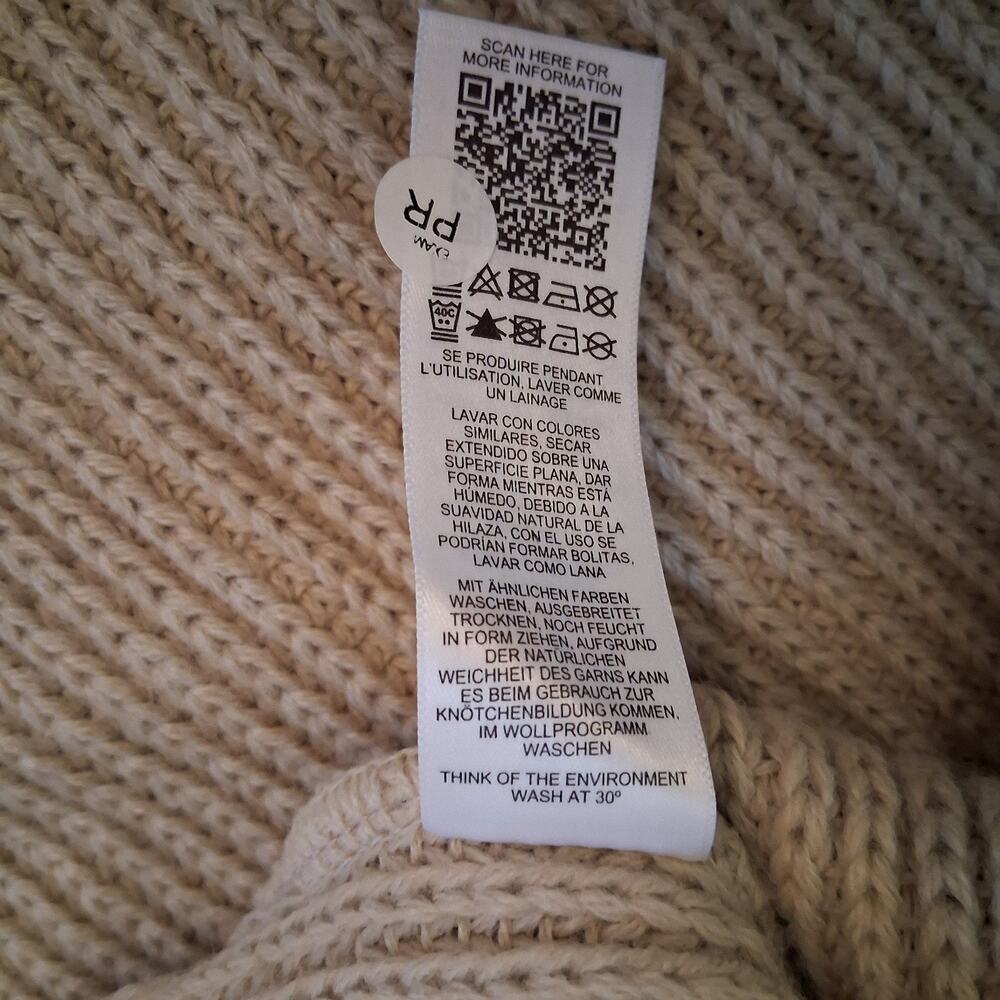 SCAN HERE FOR
MORE INFORMATION
PR
EXAM
40C
SE PRODUIRE PENDANT
L'UTILISATION, LAVER COMME
UN LAINAGE
LAVAR CON COLORES
SIMILARES, SECAR
EXTENDIDO SOBRE UNA
SUPERFICIE PLANA, DAR
FORMA MIENTRAS ESTÁ
HÚMEDO, DEBIDO A LA
SUAVIDAD NATURAL DE LA
HILAZA, CON EL USO SE
PODRÍAN FORMAR BOLITAS,
LAVAR COMO LANA
MIT ÄHNLICHEN FARBEN
WASCHEN, AUSGEBREITET
TROCKNEN, NOCH FEUCHT
IN FORM ZIEHEN, AUFGRUND
DER NATÜRLICHEN
WEICHHEIT DES GARNS KANN
ES BEIM GEBRAUCH ZUR
KNÖTCHENBILDUNG KOMMEN,
IM WOLLPROGRAMM
WASCHEN
THINK OF THE ENVIRONMENT
WASH AT 30º